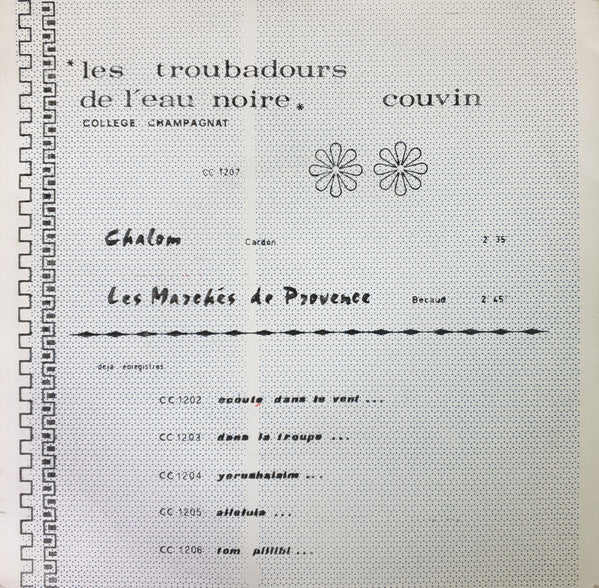 *les troubadours
de l'eau noire* couvin
COLLEGE CHAMPAGNAT
CC 1207
Chalom Cardon 2'35"
Les Marchés de Provence Becaud 2'45"
déjà enregistrés
CC 1202 ecoute dans le vent ...
CC 1203 dans la troupe ...
CC 1204 yerushalaim ...
CC 1205 alleluia ...
CC 1206 tom pillibi ...